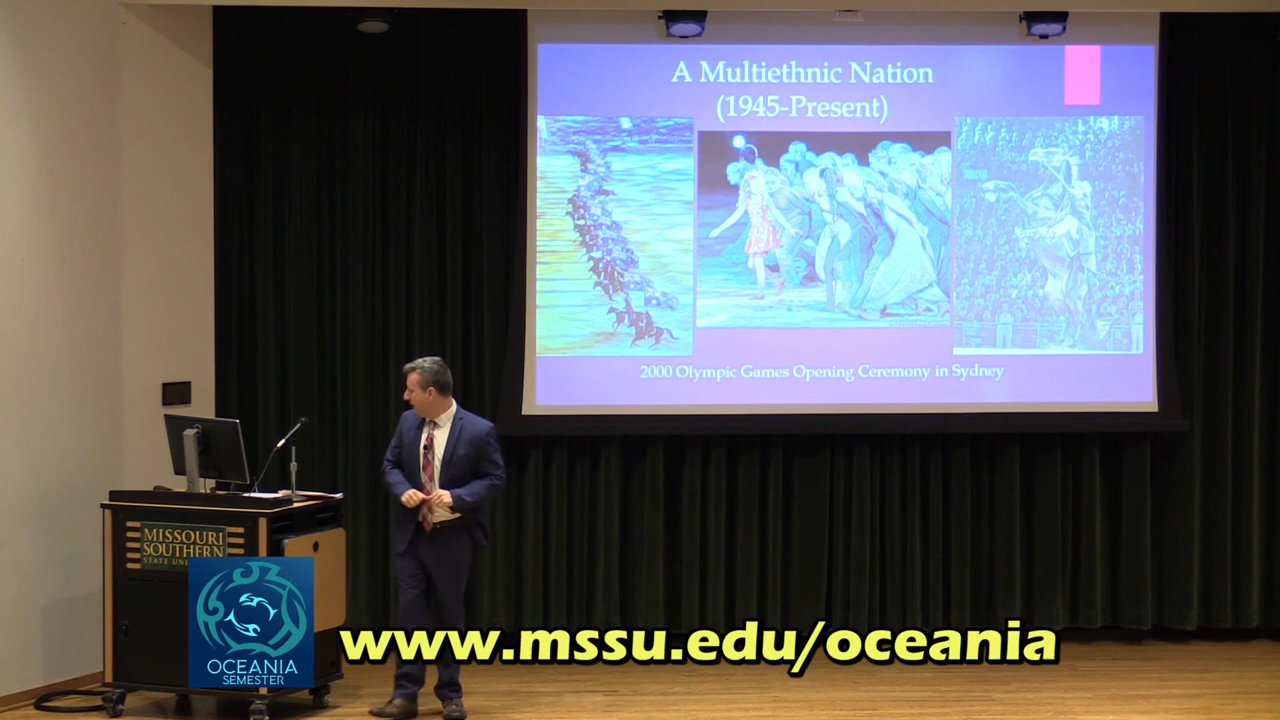 A Multiethnic Nation
(1945-Present)
2000 Olympic Games Opening Ceremony in Sydney
MISSOURI
SOUTHERN
STATE
OCEANIA
SEMESTER
www.mssu.edu/oceania